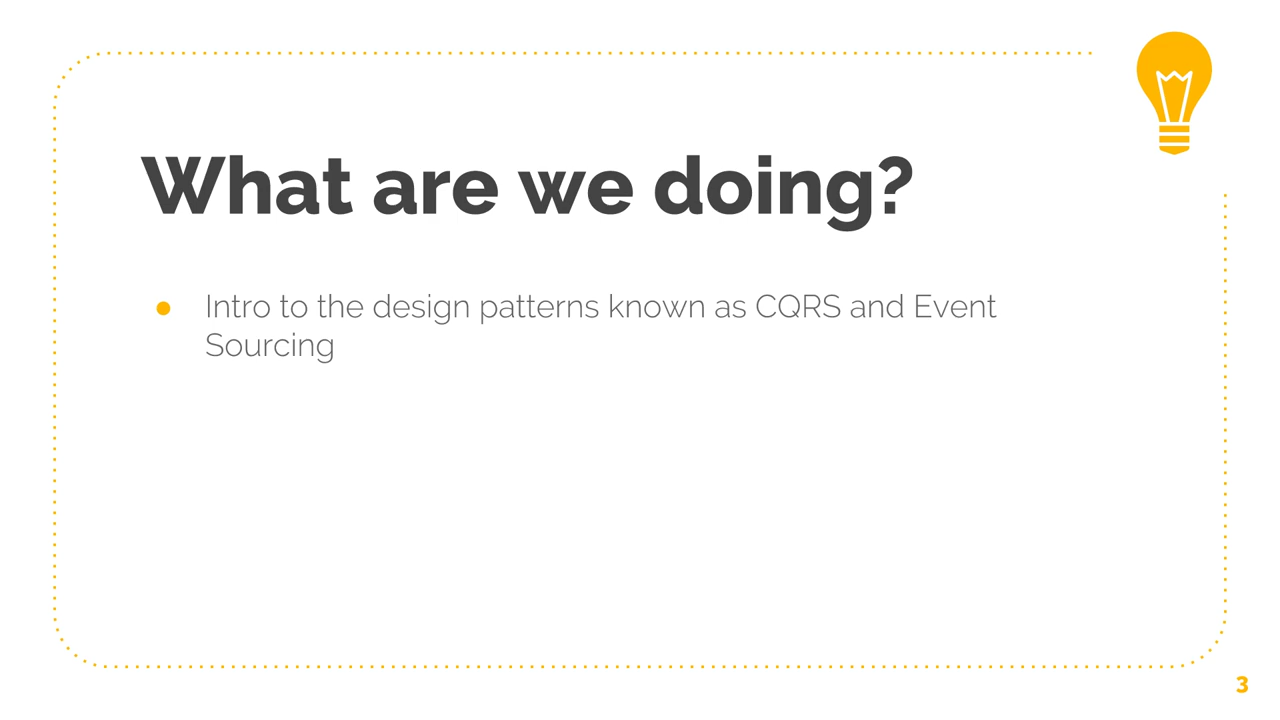 What are we doing?
● Intro to the design patterns known as CQRS and Event
Sourcing
3